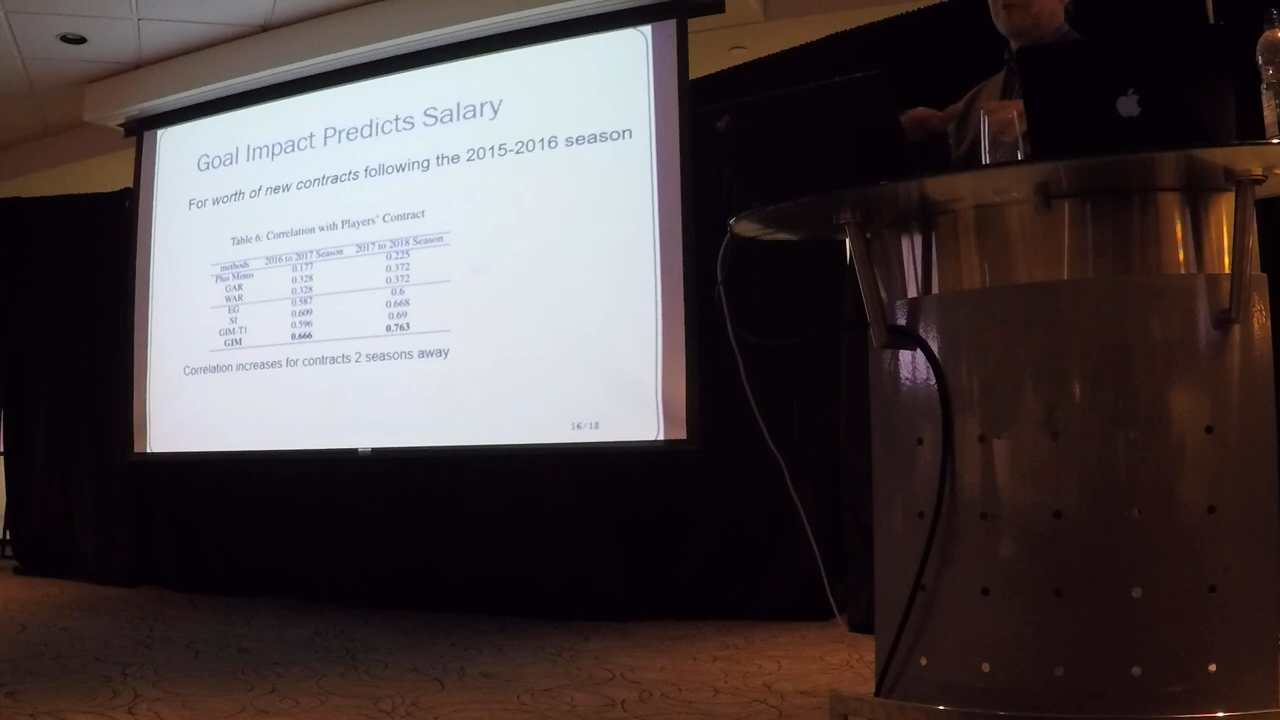 Goal Impact Predicts Salary
For worth of new contracts following the 2015-2016 season
Table 6: Correlation with Players' Contract
methods 2016 to 2017 Season 2017 to 2018 Season
Plus Minus 0.177 0.225
GAR 0.328 0.372
WAR 0.328 0.372
EG 0.587 0.6
SI 0.609 0.668
GIM-T1 0.596 0.69
GIM 0.666 0.763
Correlation increases for contracts 2 seasons away
16/18